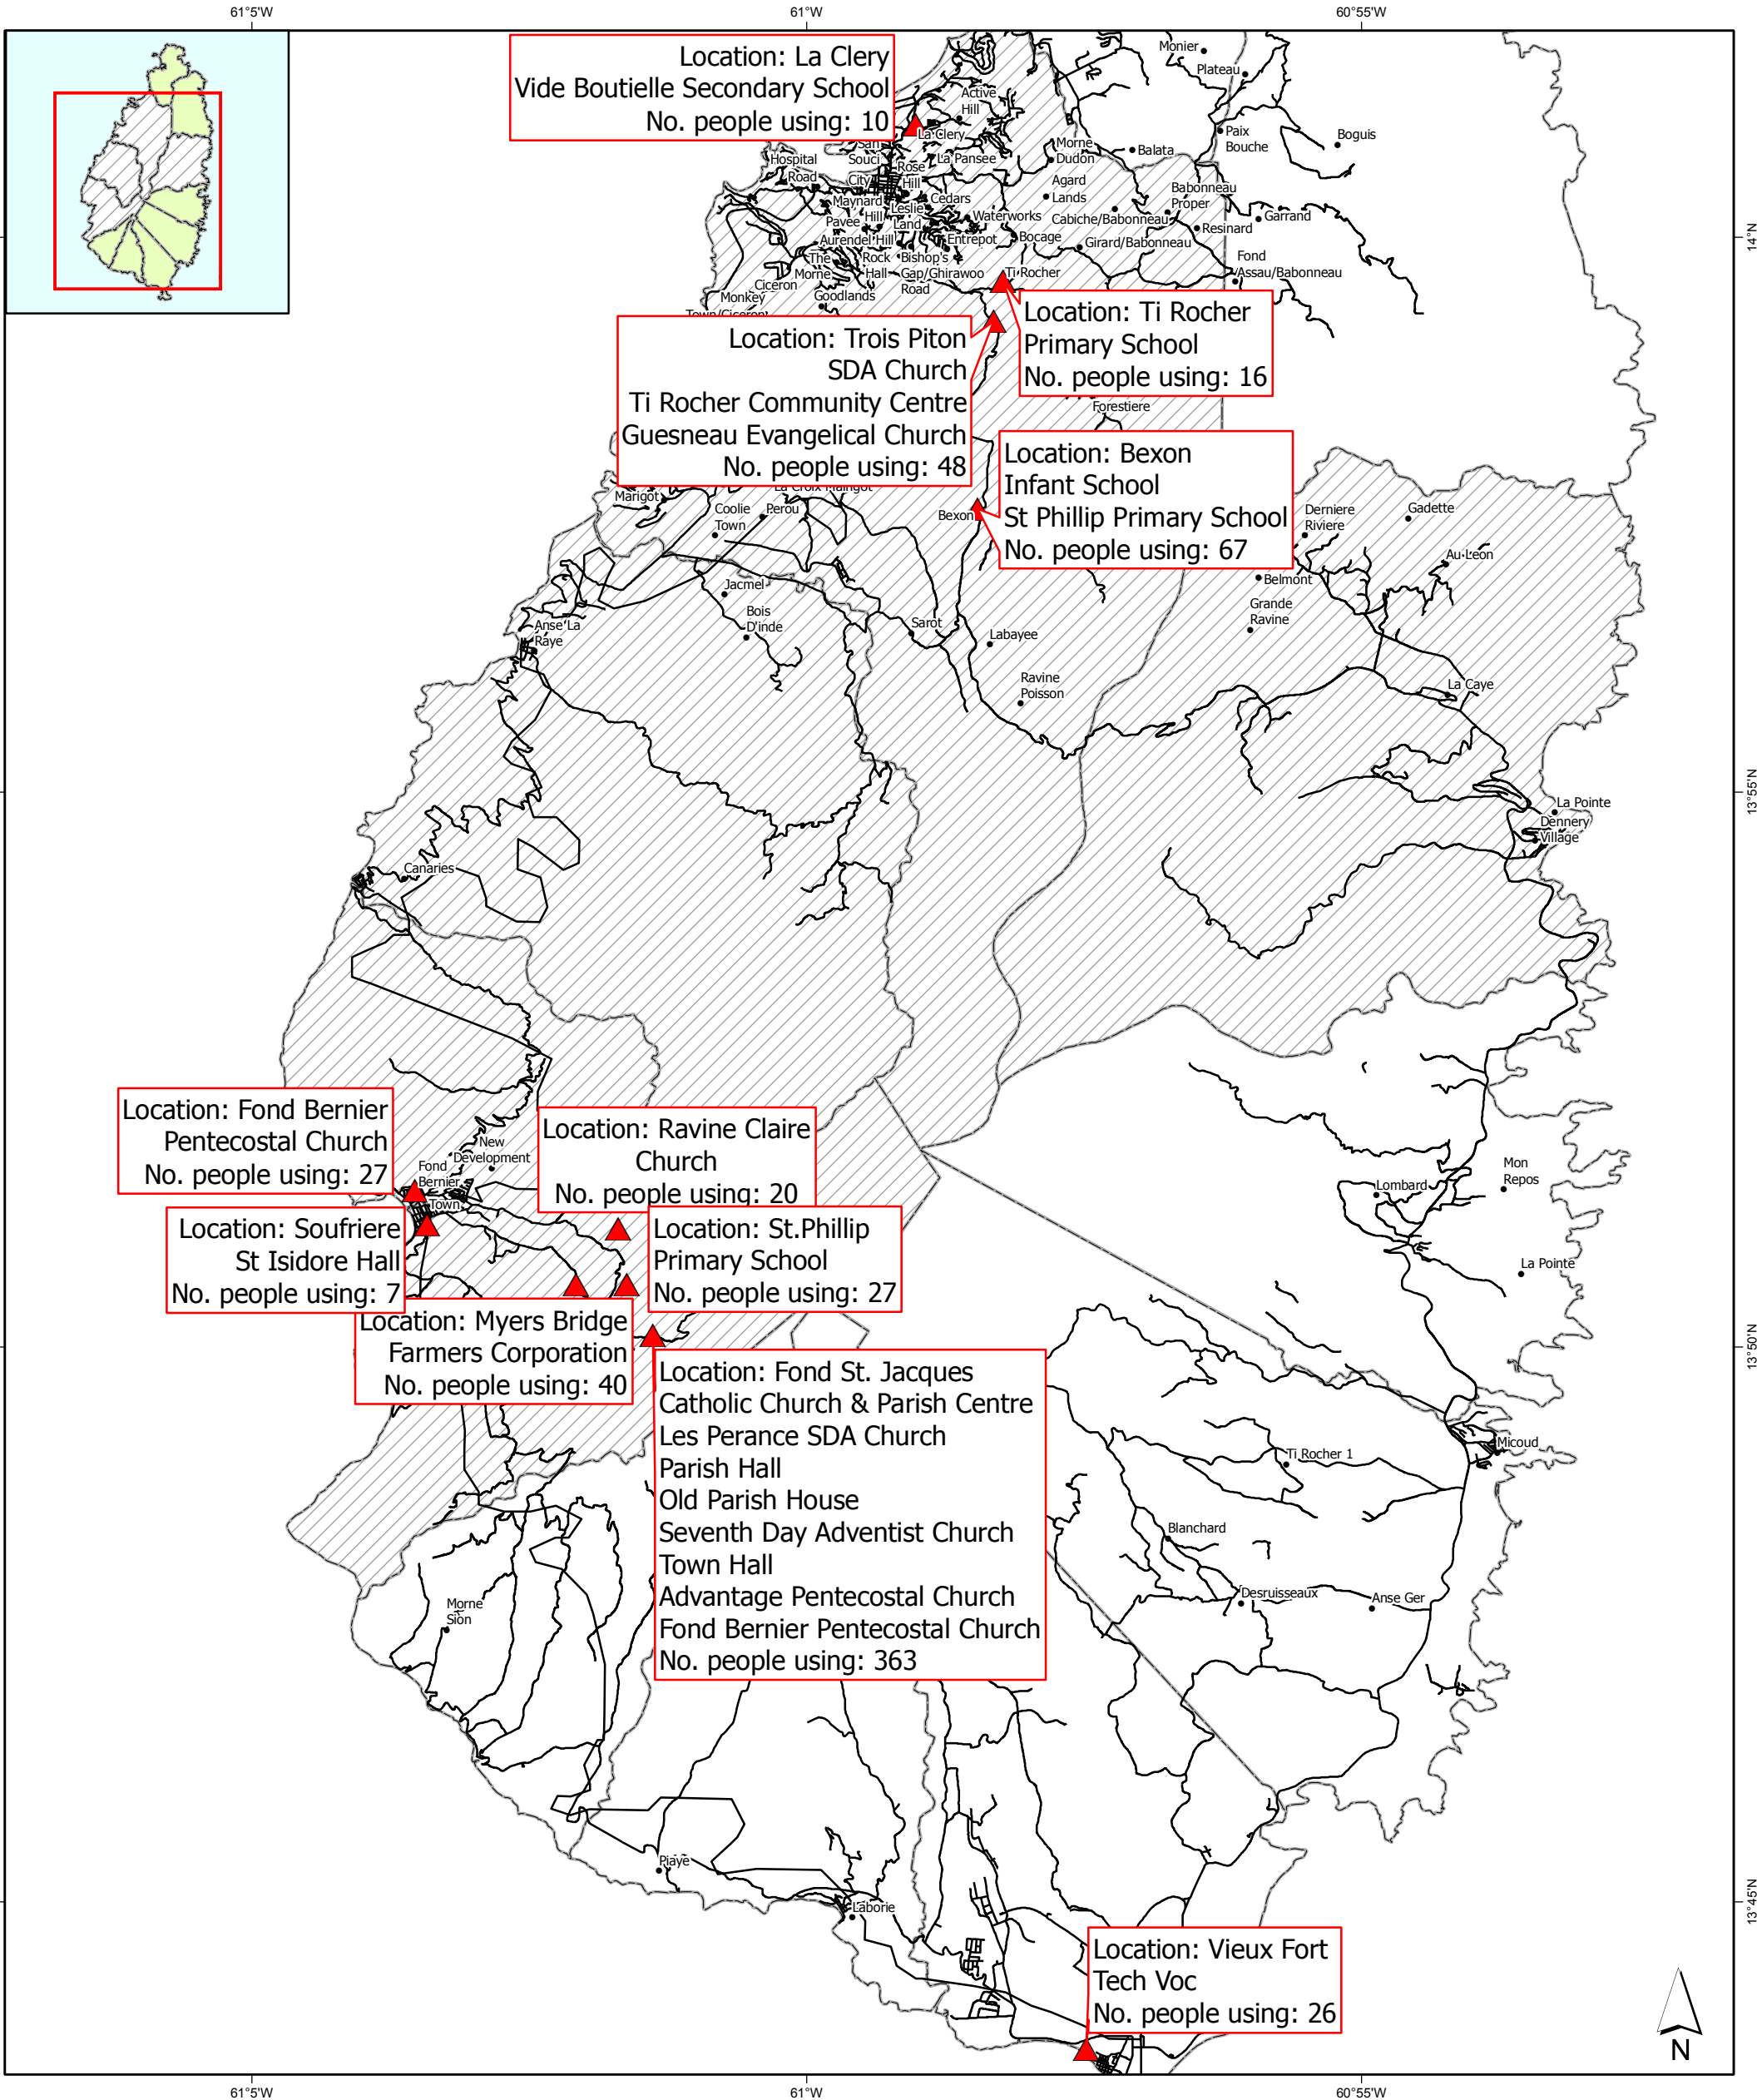 61°5'W
61°W
60°55'W
Location: La Clery
Vide Boutielle Secondary School
No. people using: 10
Monier
Plateau
Active
Hill
La Clery
Paix
Bouche
Boguis
San
Souci
La Pansee
Morne
Dudon
Balata
Hospital
Road
City
Rose
Hill
Agard
Lands
Babonneau
Proper
Maynard
Hill
Leslie
Land
Cedars
Waterworks
Cabiche/Babonneau
Garrand
Resinard
Pavee
Aurendel Hill
Entrepot
Bocage
Girard/Babonneau
14°N
The
Morne
Rock
Hall
Bishop's
Gap/Ghirawoo
Road
Ti Rocher
Fond
Assau/Babonneau
Ciceron
Monkey
Town/Ciceron
Goodlands
Location: Ti Rocher
Primary School
No. people using: 16
Location: Trois Piton
SDA Church
Ti Rocher Community Centre
Guesneau Evangelical Church
No. people using: 48
Forestiere
Location: Bexon
Infant School
St Phillip Primary School
No. people using: 67
La Croix Maingot
Marigot
Coolie
Town
Perou
Bexon
Derniere
Riviere
Gadette
Au Leon
Belmont
Jacmel
Bois
D'inde
Grande
Ravine
Anse La
Raye
Sarot
Labayee
Ravine
Poisson
La Caye
13°55'N
La Pointe
Dennery
Village
Canaries
Location: Fond Bernier
Pentecostal Church
No. people using: 27
New
Development
Fond
Bernier
Town
Location: Ravine Claire
Church
No. people using: 20
Mon
Repos
Lombard
Location: Soufriere
St Isidore Hall
No. people using: 7
Location: St.Phillip
Primary School
No. people using: 27
La Pointe
Location: Myers Bridge
Farmers Corporation
No. people using: 40
13°50'N
Location: Fond St. Jacques
Catholic Church & Parish Centre
Les Perance SDA Church
Parish Hall
Old Parish House
Seventh Day Adventist Church
Town Hall
Advantage Pentecostal Church
Fond Bernier Pentecostal Church
No. people using: 363
Micoud
Ti Rocher 1
Blanchard
Desruisseaux
Anse Ger
Morne
Sion
Piaye
Laborie
13°45'N
Location: Vieux Fort
Tech Voc
No. people using: 26
N
61°5'W
61°W
60°55'W